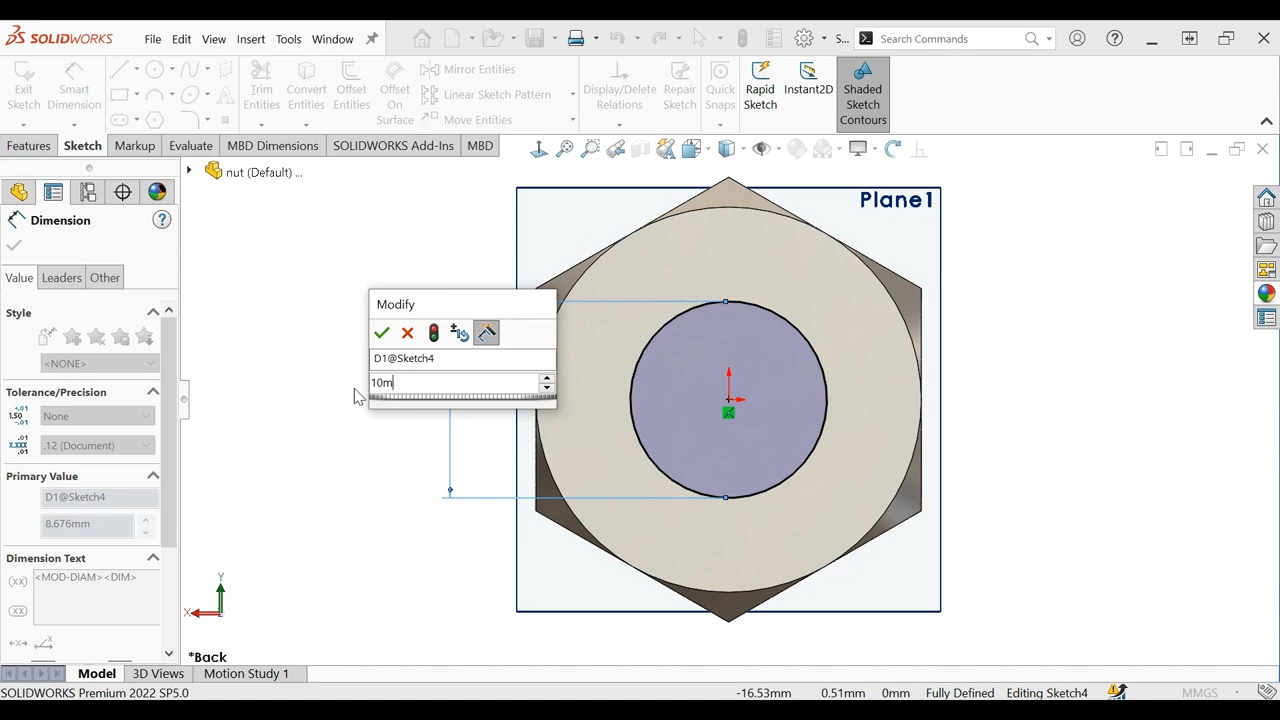 SOLIDWORKS
File Edit View Insert Tools Window
S...
Search Commands
Exit Sketch
Smart Dimension
Trim Entities
Convert Entities
Offset Entities
Offset On Surface
Mirror Entities
Linear Sketch Pattern
Move Entities
Display/Delete Relations
Repair Sketch
Quick Snaps
Rapid Sketch
Instant2D
Shaded Sketch Contours
Features Sketch Markup Evaluate MBD Dimensions SOLIDWORKS Add-Ins MBD
nut (Default) ...
Dimension
Value Leaders Other
Style
<NONE>
Tolerance/Precision
None
.12 (Document)
Primary Value
D1@Sketch4
8.676mm
Dimension Text
<MOD-DIAM><DIM>
Modify
D1@Sketch4
10m
Plane1
Y
X
*Back
Model 3D Views Motion Study 1
SOLIDWORKS Premium 2022 SP5.0
-16.53mm 0.51mm 0mm Fully Defined Editing Sketch4 MMGS